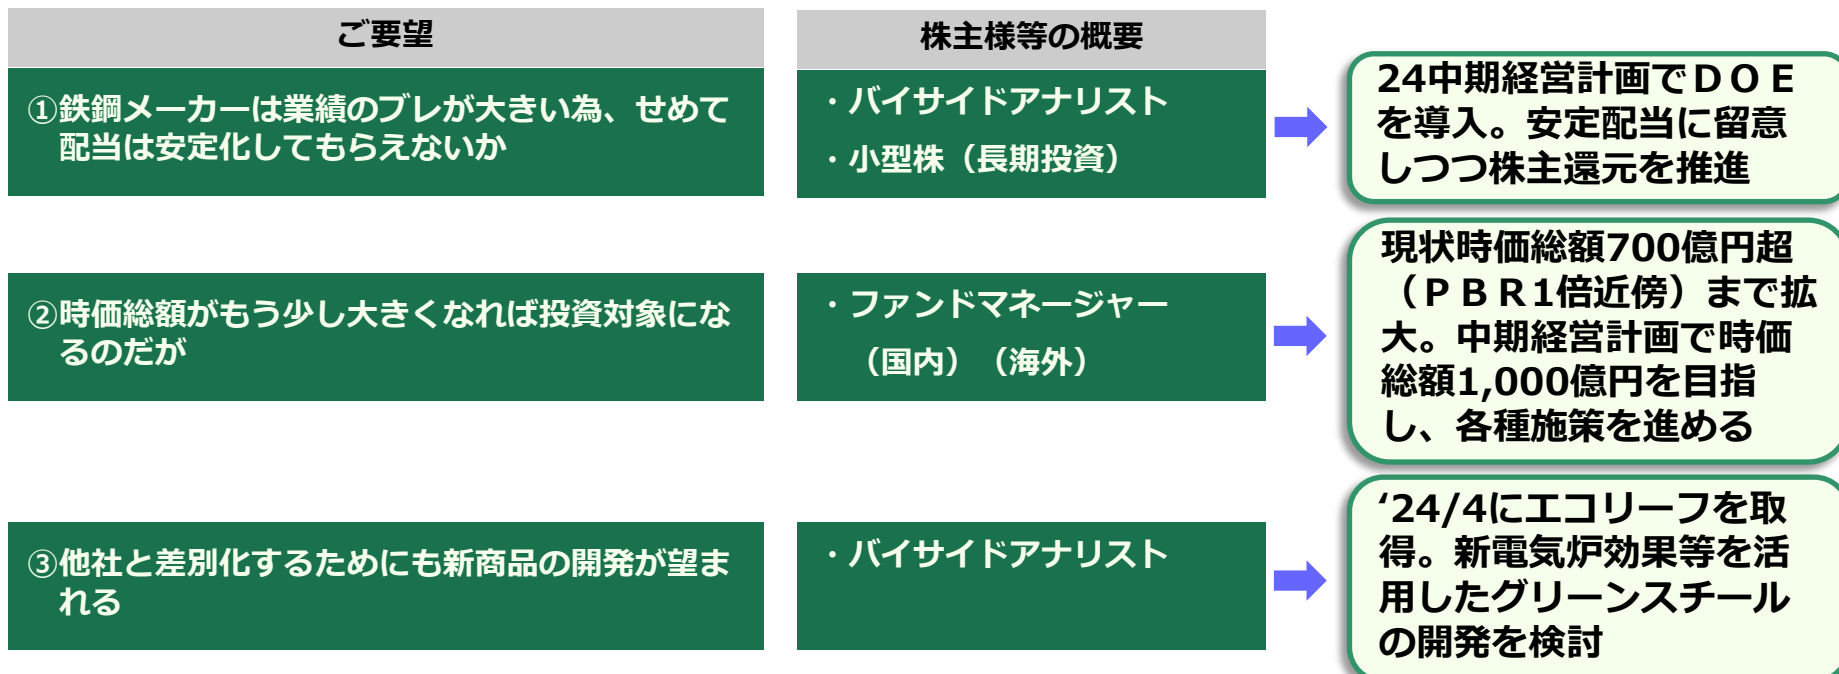 ご要望
株主様等の概要
①鉄鋼メーカーは業績のブレが大きい為、せめて
配当は安定化してもらえないか
・バイサイドアナリスト
・小型株（長期投資）
24中期経営計画でＤＯＥ
を導入。安定配当に留意
しつつ株主還元を推進
②時価総額がもう少し大きくなれば投資対象にな
るのだが
・ファンドマネージャー
（国内）（海外）
現状時価総額700億円超
（ＰＢＲ1倍近傍）まで拡
大。中期経営計画で時価
総額1,000億円を目指
し、各種施策を進める
③他社と差別化するためにも新商品の開発が望ま
れる
・バイサイドアナリスト
‘24/4にエコリーフを取
得。新電気炉効果等を活
用したグリーンスチール
の開発を検討